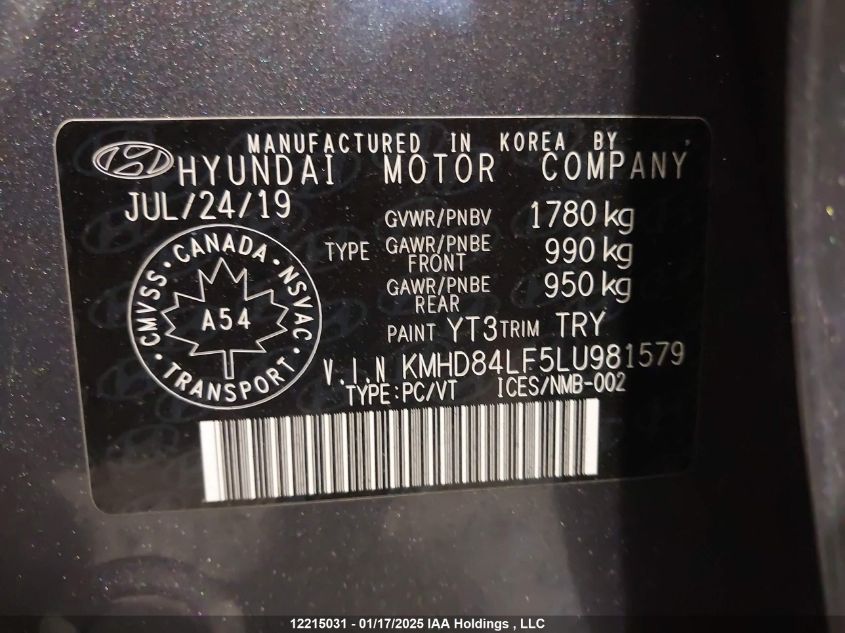 MANUFACTURED IN KOREA BY
HYUNDAI MOTOR COMPANY
JUL/24/19
GVWR/PNBV 1780 kg
TYPE GAWR/PNBE FRONT 990 kg
GAWR/PNBE REAR 950 kg
PAINT YT3 TRIM TRY
V.I.N KMHD84LF5LU981579
TYPE:PC/VT ICES/NMB-002
CMVSS · CANADA · NSVAC · TRANSPORT ·
A54
12215031 - 01/17/2025 IAA Holdings , LLC